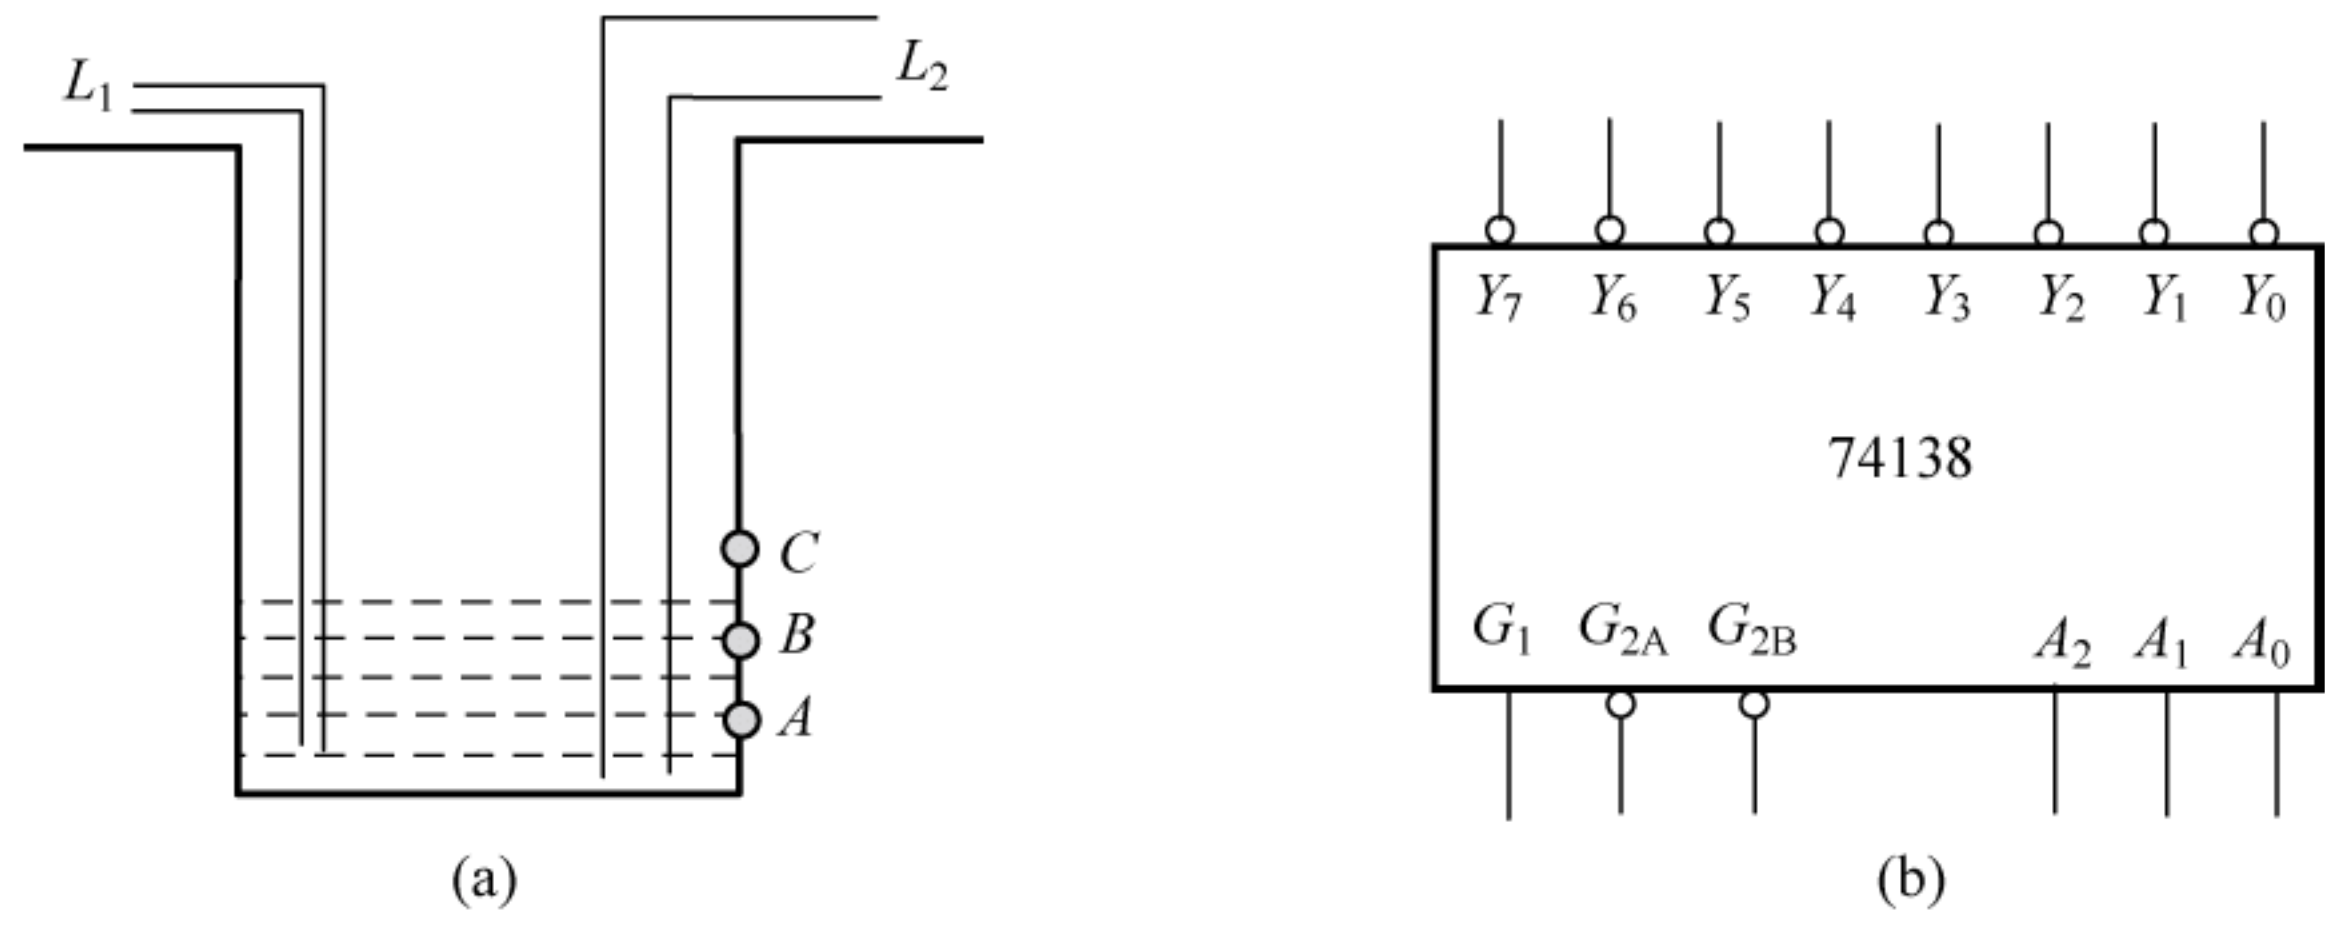 L₁
L₂
C
B
A
(a)
Y₇ Y₆ Y₅ Y₄ Y₃ Y₂ Y₁ Y₀
74138
G₁ G₂A G₂B A₂ A₁ A₀
(b)